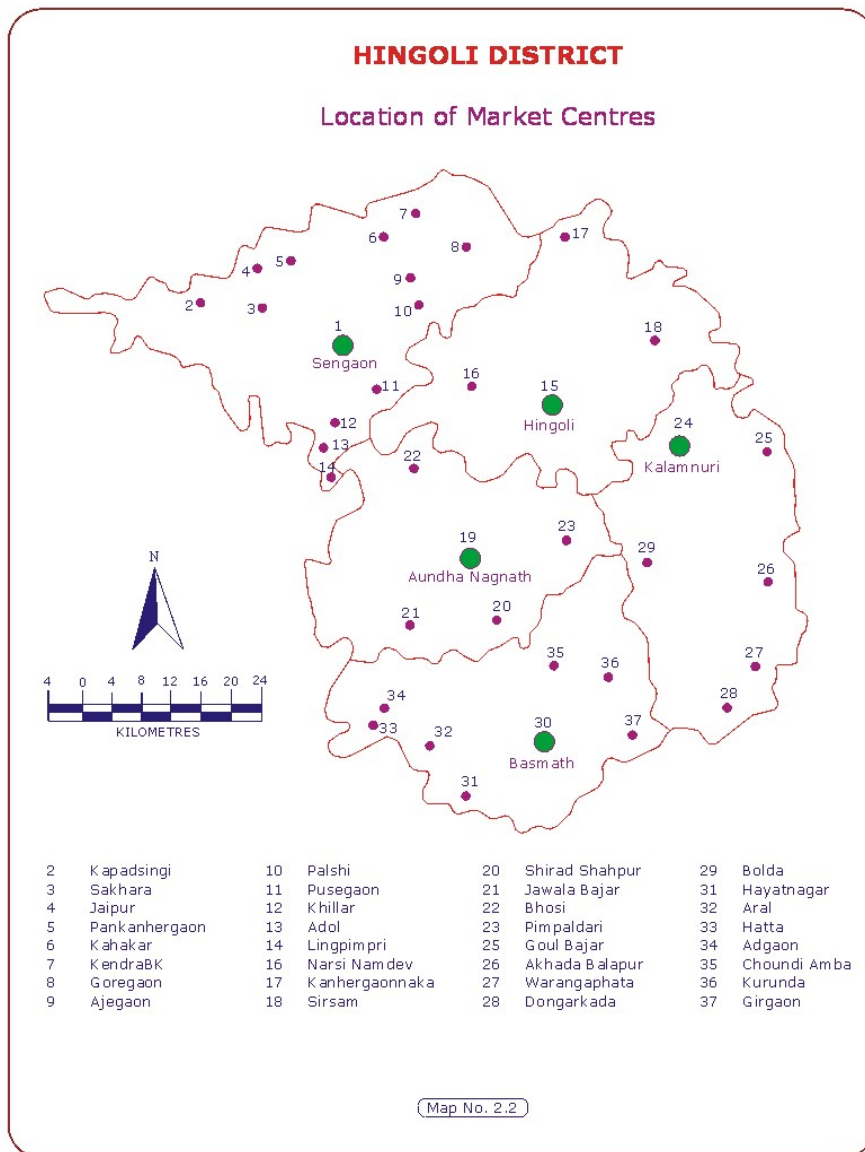 HINGOLI DISTRICT
Location of Market Centres
7
6
17
8
5
4
9
2
3
10
1
Sengaon
18
16
15
11
Hingoli
12
24
13
25
Kalamnuri
22
14
19
23
29
Aundha Nagnath
26
N
21
20
35
36
27
4 0 4 8 12 16 20 24
KILOMETRES
34
33
32
30
37
28
Basmath
31
2 Kapadsingi 10 Palshi 20 Shirad Shahpur 29 Bolda
3 Sakhara 11 Pusegaon 21 Jawala Bajar 31 Hayatnagar
4 Jaipur 12 Khillar 22 Bhosi 32 Aral
5 Pankanhergaon 13 Adol 23 Pimpaldari 33 Hatta
6 Kahakar 14 Lingpimpri 25 Goul Bajar 34 Adgaon
7 KendraBK 16 Narsi Namdev 26 Akhada Balapur 35 Choundi Amba
8 Goregaon 17 Kanhergaonnaka 27 Warangaphata 36 Kurunda
9 Ajegaon 18 Sirsam 28 Dongarkada 37 Girgaon
Map No. 2.2